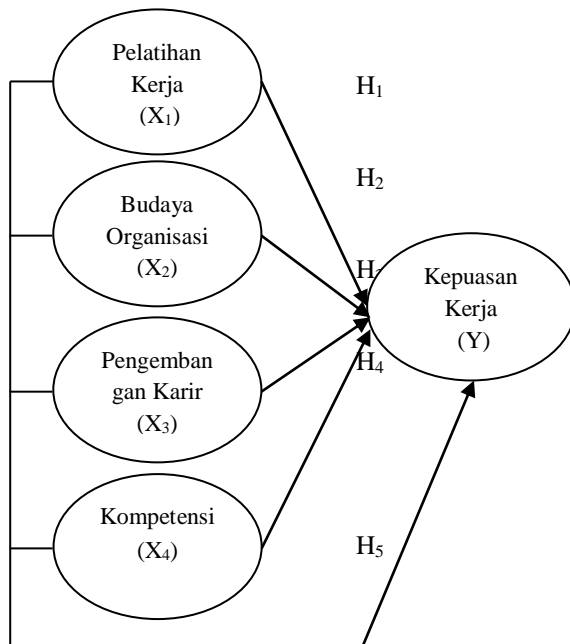 Pelatihan
Kerja
(X₁)
H₁
Budaya
Organisasi
(X₂)
H₂
Pengemban
gan Karir
(X₃)
Kompetensi
(X₄)
H₄
H₅
Kepuasan
Kerja
(Y)